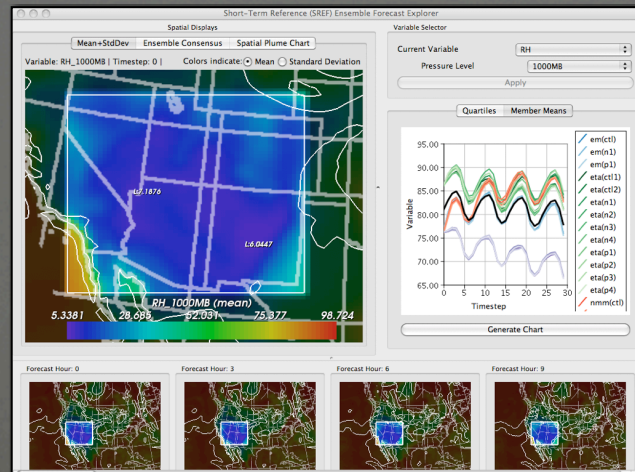 Short-Term Reference (SREF) Ensemble Forecast Explorer
Spatial Displays
Mean+StdDev Ensemble Consensus Spatial Plume Chart
Variable: RH_1000MB | Timestep: 0 | Colors indicate: Mean Standard Deviation
L:6.0447
RH_1000MB (mean)
5.3381 28.685 52.031 75.377 98.724
Variable Selector
Current Variable RH
Pressure Level 1000MB
Apply
Quartiles Member Means
95.00
90.00
85.00
80.00
75.00
70.00
65.00
Variable
0 5 10 15 20 25 30
Timestep
em(ctl)
em(n1)
em(p1)
eta(ctl1)
eta(ctl2)
eta(n1)
eta(n2)
eta(n3)
eta(n4)
eta(p1)
eta(p2)
eta(p3)
eta(p4)
nmm(ctl)
Generate Chart
Forecast Hour: 0 Forecast Hour: 3 Forecast Hour: 6 Forecast Hour: 9